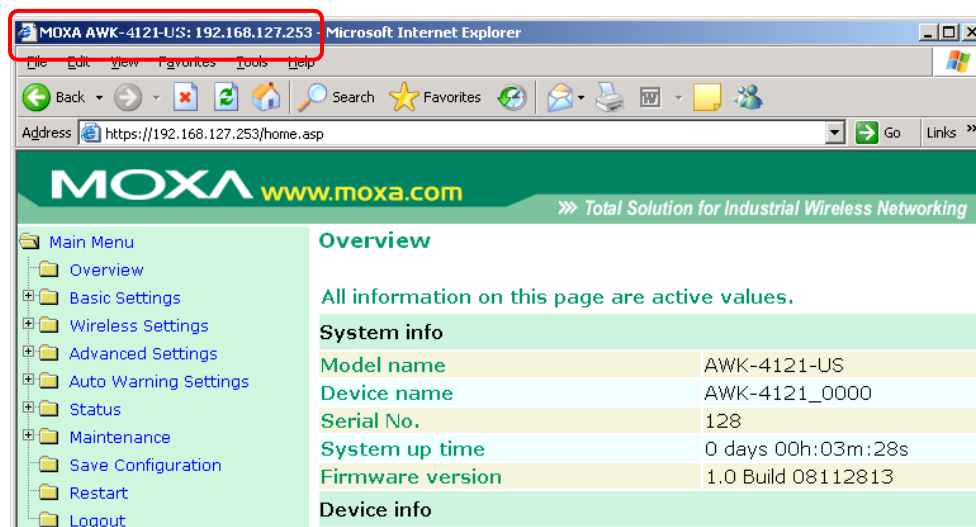 MOXA AWK-4121-US: 192.168.127.253 - Microsoft Internet Explorer
File Edit View Favorites Tools Help
Back Search Favorites
Address https://192.168.127.253/home.asp Go Links »
MOXA www.moxa.com
Total Solution for Industrial Wireless Networking
Main Menu
Overview
Basic Settings
Wireless Settings
Advanced Settings
Auto Warning Settings
Status
Maintenance
Save Configuration
Restart
Logout
Overview
All information on this page are active values.
System info
Model name AWK-4121-US
Device name AWK-4121_0000
Serial No. 128
System up time 0 days 00h:03m:28s
Firmware version 1.0 Build 08112813
Device info